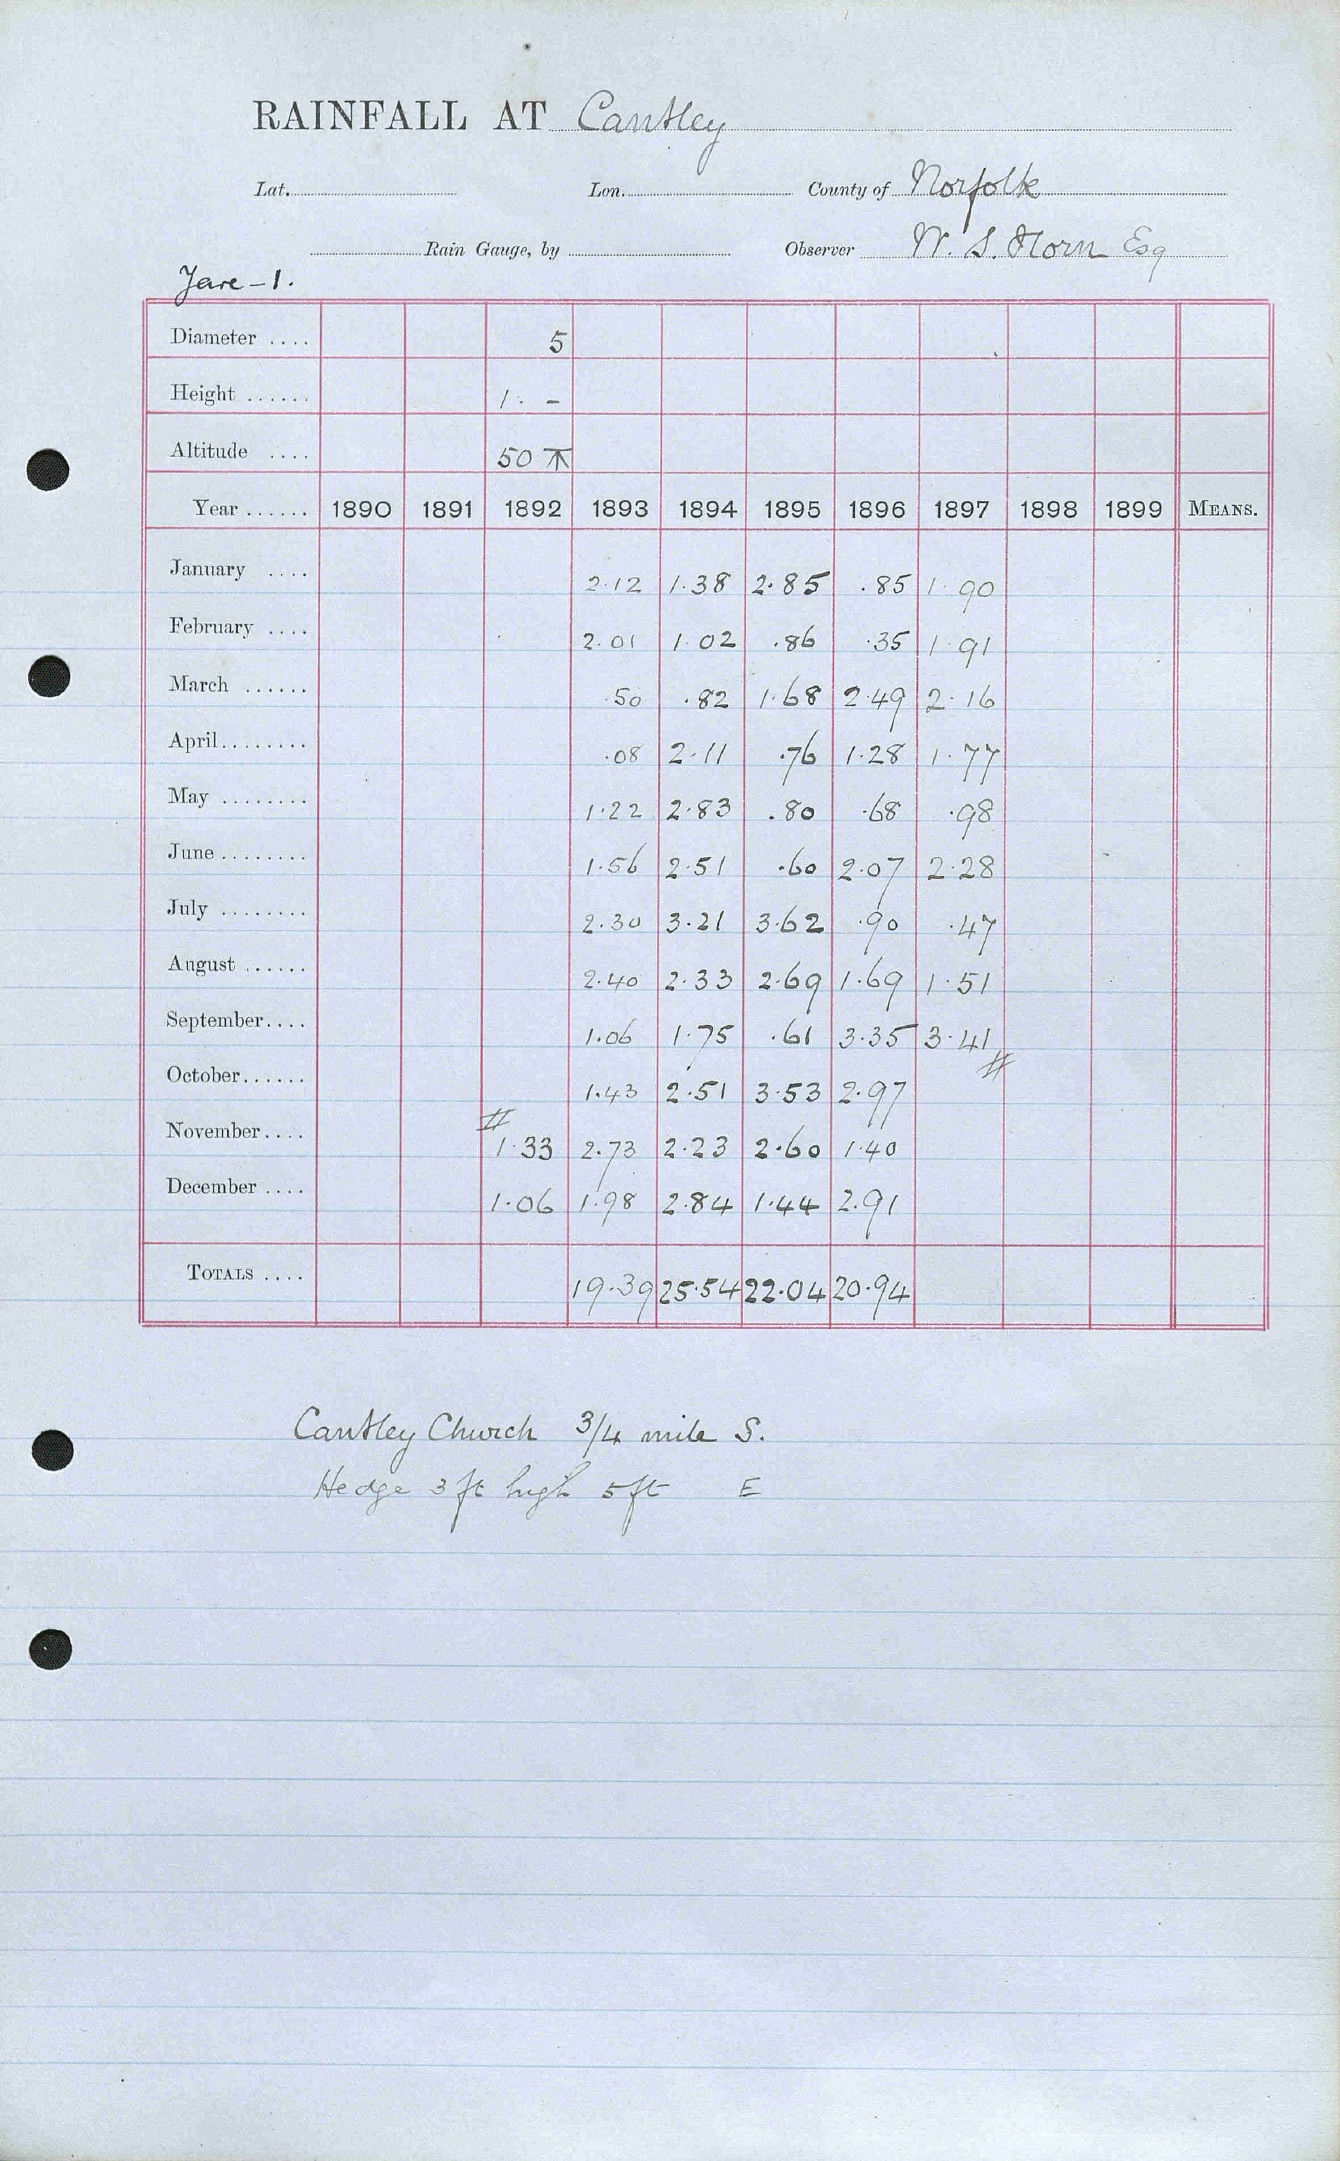 RAINFALL AT Cantley
Lat. Lon. County of Norfolk
Rain Gauge, by Observer W. S. Horn Esq
Yare - 1.
Diameter .... 5
Height ...... 1 . -
Altitude .... 50
Year ...... 1890 1891 1892 1893 1894 1895 1896 1897 1898 1899 MEANS.
January .... 2.12 1.38 2.85 .85 1.90
February .... 2.01 1.02 .86 .35 1.91
March ...... .50 .82 1.68 2.49 2.16
April........ .08 2.11 .76 1.28 1.77
May ........ 1.22 2.83 .80 .68 .98
June ........ 1.56 2.51 .60 2.07 2.28
July ........ 2.30 3.21 3.62 .90 .47
August ...... 2.40 2.33 2.69 1.69 1.51
September.... 1.06 1.75 .61 3.35 3.41
October...... 1.43 2.51 3.53 2.97
November.... 1.33 2.73 2.23 2.60 1.40
December .... 1.06 1.98 2.84 1.44 2.91
TOTALS .... 19.39 25.54 22.04 20.94
Cantley Church 3/4 mile S.
Hedge 3 ft high 5 ft E